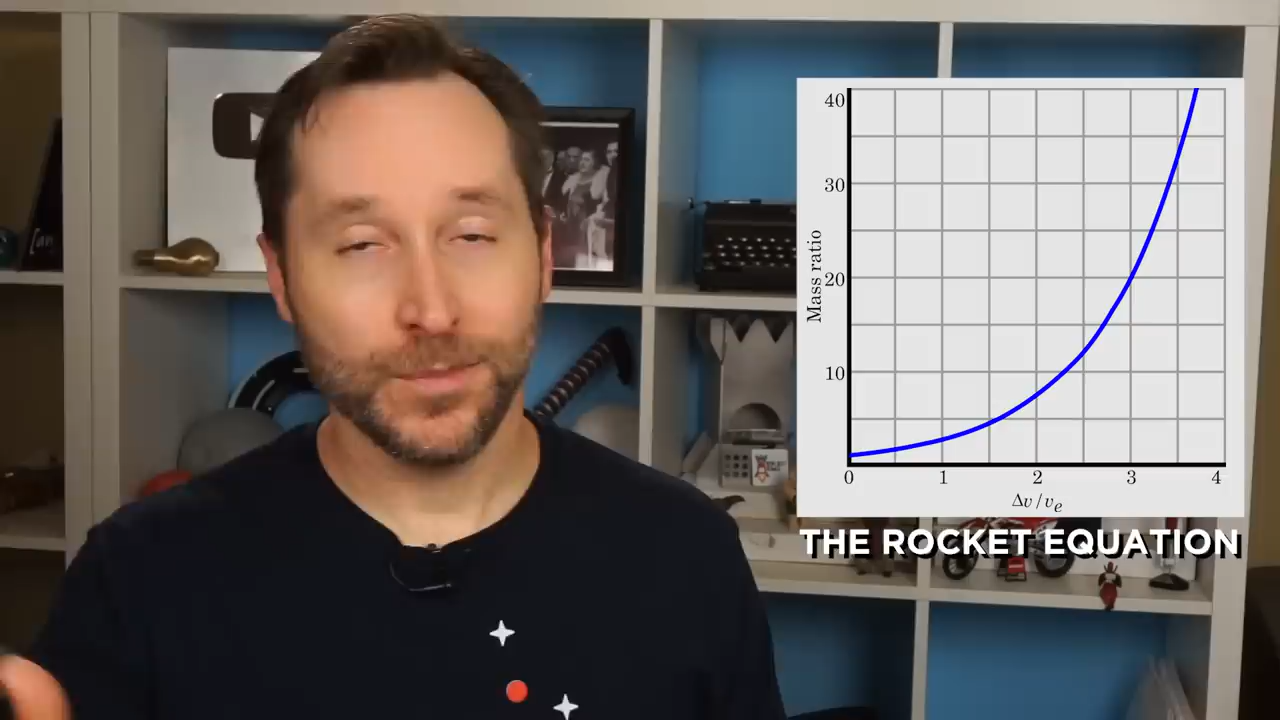 40
30
20
10
Mass ratio
0 1 2 3 4
Δv/vₑ
THE ROCKET EQUATION